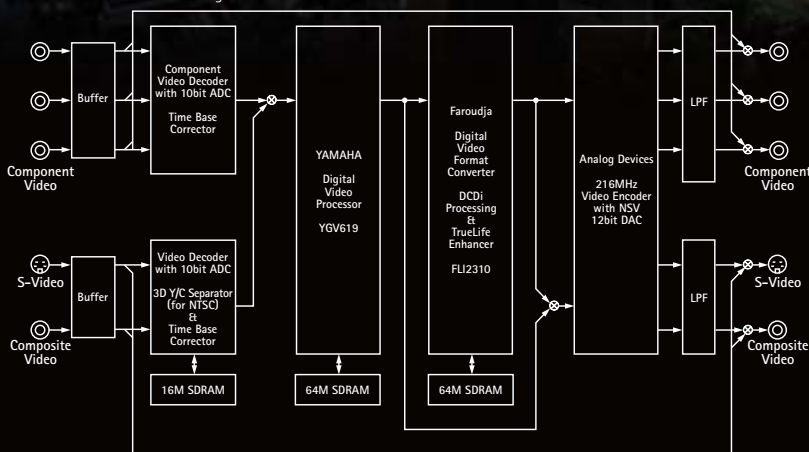 Component
Video
S-Video
Composite
Video
Buffer
Buffer
Component
Video Decoder
with 10bit ADC
Time Base
Corrector
Video Decoder
with 10bit ADC
3D Y/C Separator
(for NTSC)
&
Time Base
Corrector
16M SDRAM
YAMAHA
Digital
Video
Processor
YGV619
64M SDRAM
Faroudja
Digital
Video
Format
Converter
DCDi
Processing
&
TrueLife
Enhancer
FLI2310
64M SDRAM
Analog Devices
216MHz
Video Encoder
with NSV
12bit DAC
LPF
LPF
Component
Video
S-Video
Composite
Video